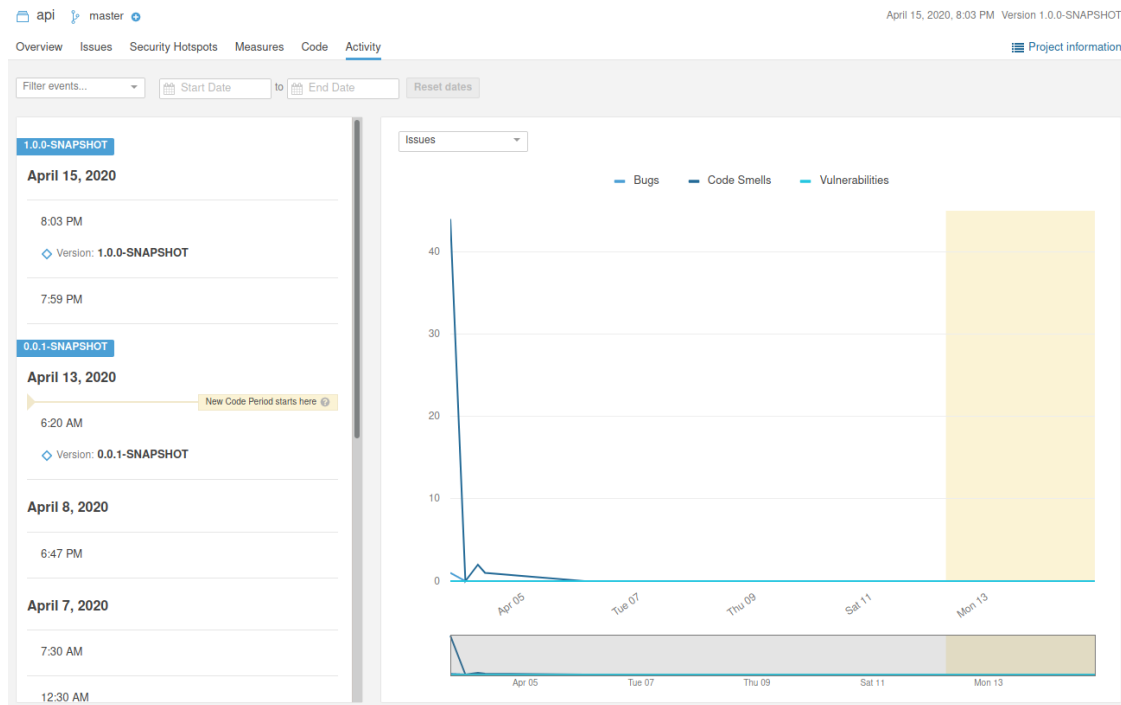 api master
April 15, 2020, 8:03 PM Version 1.0.0-SNAPSHOT
Overview Issues Security Hotspots Measures Code Activity
Project information
Filter events... Start Date to End Date Reset dates
1.0.0-SNAPSHOT
April 15, 2020
8:03 PM
Version: 1.0.0-SNAPSHOT
7:59 PM
0.0.1-SNAPSHOT
April 13, 2020
New Code Period starts here ?
6:20 AM
Version: 0.0.1-SNAPSHOT
April 8, 2020
6:47 PM
April 7, 2020
7:30 AM
12:30 AM
Issues
Bugs Code Smells Vulnerabilities
40
30
20
10
0
Apr 05 Tue 07 Thu 09 Sat 11 Mon 13
Apr 05 Tue 07 Thu 09 Sat 11 Mon 13